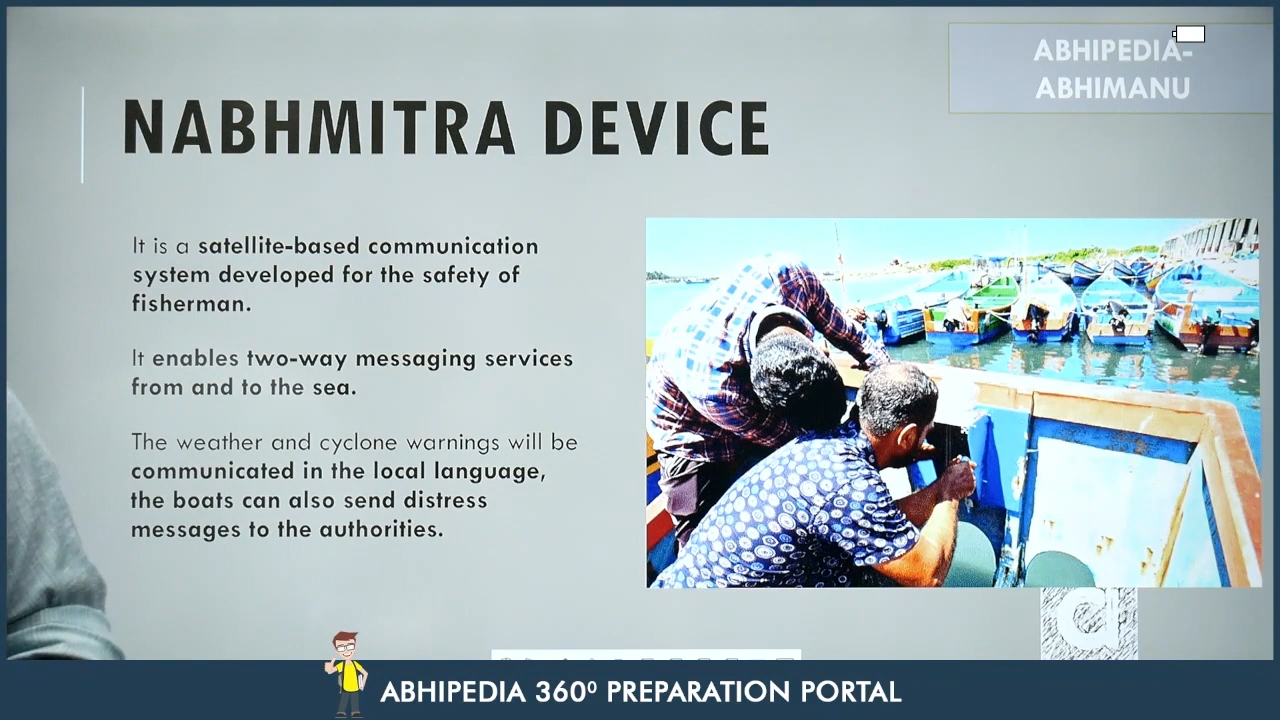 ABHIPEDIA-
ABHIMANU
NABHMITRA DEVICE
It is a satellite-based communication
system developed for the safety of
fisherman.
It enables two-way messaging services
from and to the sea.
The weather and cyclone warnings will be
communicated in the local language,
the boats can also send distress
messages to the authorities.
d
ABHIPEDIA 360⁰ PREPARATION PORTAL